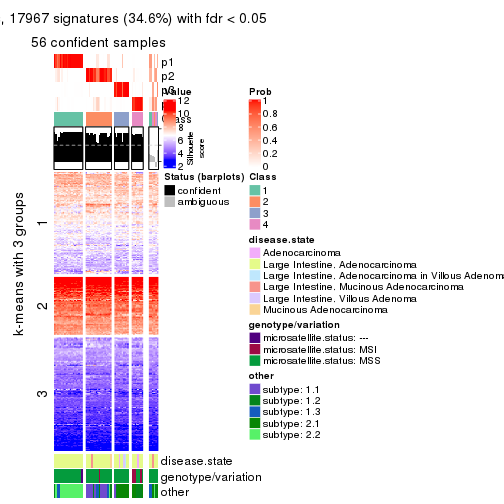 , 17967 signatures (34.6%) with fdr < 0.05
56 confident samples
p1
p2
Value
12
10
8
6
4
2
Prob
1
0.8
0.6
0.4
0.2
0
Silhouette
score
Status (barplots)
confident
ambiguous
Class
1
2
3
4
disease.state
Adenocarcinoma
Large Intestine. Adenocarcinoma
Large Intestine. Adenocarcinoma in Villous Adenom
Large Intestine. Mucinous Adenocarcinoma
Large Intestine. Villous Adenoma
Mucinous Adenocarcinoma
genotype/variation
microsatellite.status: ---
microsatellite.status: MSI
microsatellite.status: MSS
other
subtype: 1.1
subtype: 1.2
subtype: 1.3
subtype: 2.1
subtype: 2.2
k-means with 3 groups
1
2
3
disease.state
genotype/variation
other